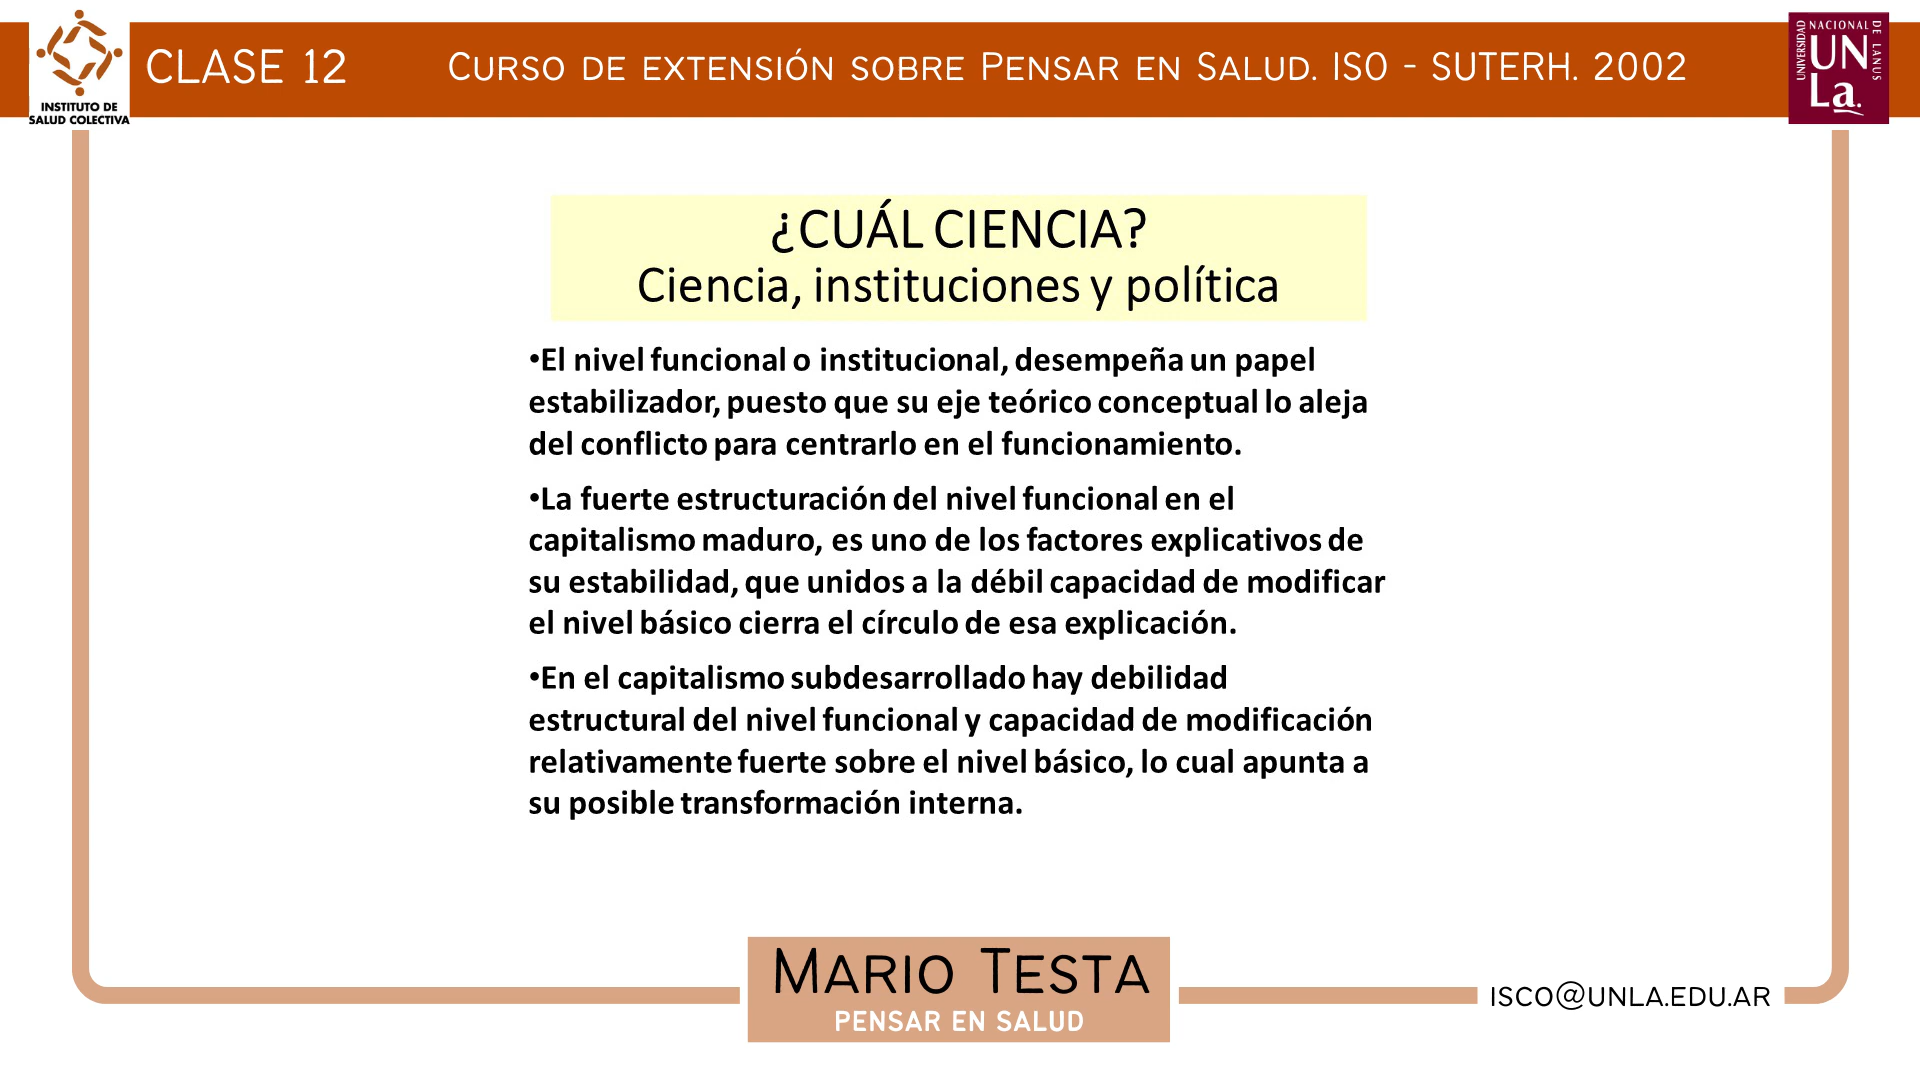 INSTITUTO DE
SALUD COLECTIVA
CLASE 12
CURSO DE EXTENSIÓN SOBRE PENSAR EN SALUD. ISO - SUTERH. 2002
UNIVERSIDAD NACIONAL DE LANUS
UN
La.
¿CUÁL CIENCIA?
Ciencia, instituciones y política
•El nivel funcional o institucional, desempeña un papel
estabilizador, puesto que su eje teórico conceptual lo aleja
del conflicto para centrarlo en el funcionamiento.
•La fuerte estructuración del nivel funcional en el
capitalismo maduro, es uno de los factores explicativos de
su estabilidad, que unidos a la débil capacidad de modificar
el nivel básico cierra el círculo de esa explicación.
•En el capitalismo subdesarrollado hay debilidad
estructural del nivel funcional y capacidad de modificación
relativamente fuerte sobre el nivel básico, lo cual apunta a
su posible transformación interna.
MARIO TESTA
PENSAR EN SALUD
ISCO@UNLA.EDU.AR